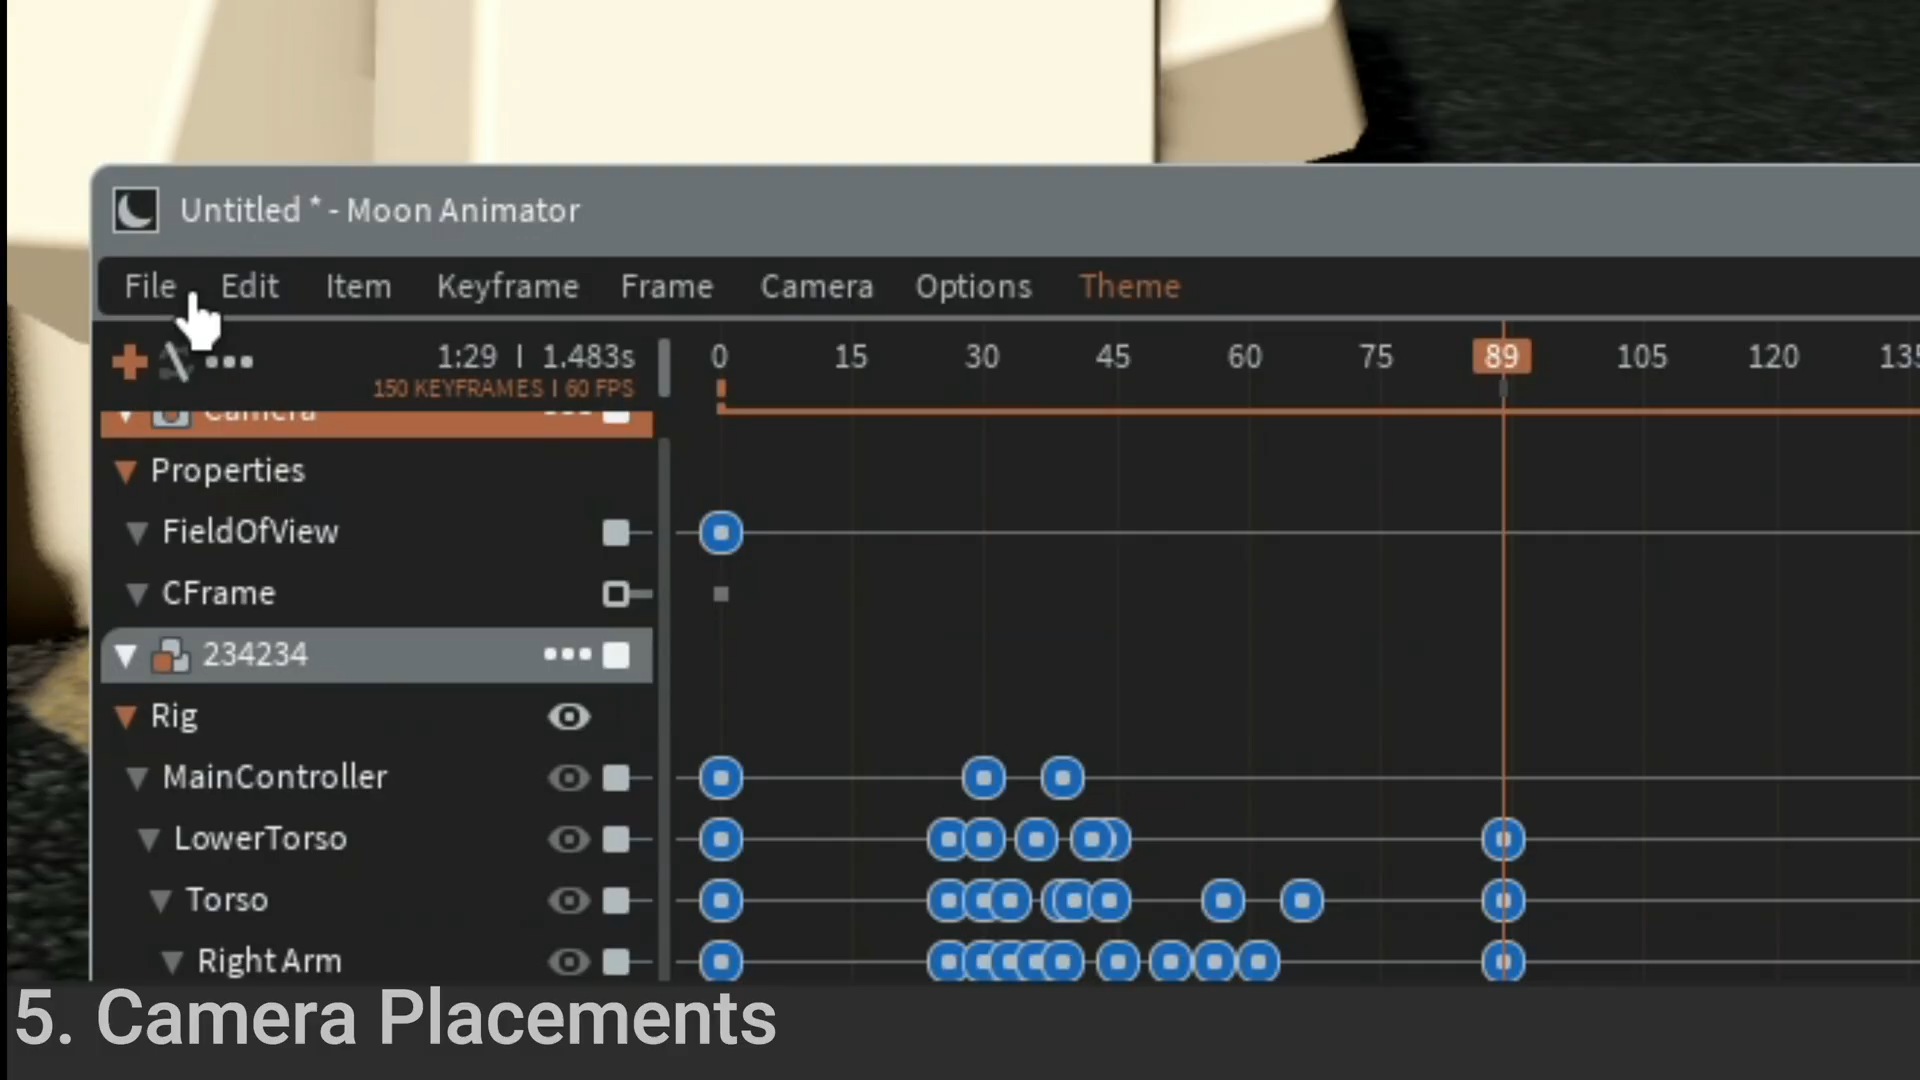 Untitled * - Moon Animator
File Edit Item Keyframe Frame Camera Options Theme
1:29 | 1.483s 0 15 30 45 60 75 89 105 120 135
150 KEYFRAMES | 60 FPS
Camera
Properties
FieldOfView
CFrame
234234
Rig
MainController
LowerTorso
Torso
Right Arm
5. Camera Placements